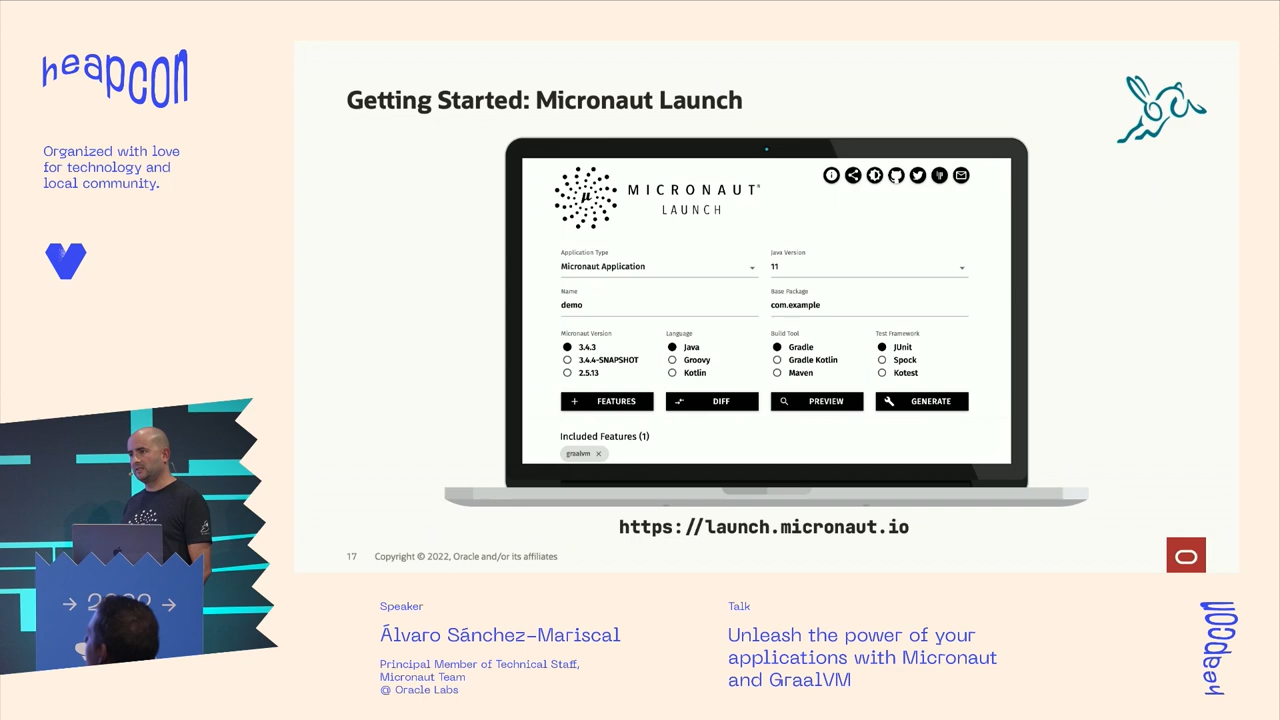 heapcon
Organized with love
for technology and
local community.
Getting Started: Micronaut Launch
MICRONAUT
LAUNCH
Application Type
Micronaut Application
Java Version
11
Name
demo
Base Package
com.example
Micronaut Version
3.4.3
3.4.4-SNAPSHOT
2.5.13
Language
Java
Groovy
Kotlin
Build Tool
Gradle
Gradle Kotlin
Maven
Test Framework
JUnit
Spock
Kotest
FEATURES
DIFF
PREVIEW
GENERATE
Included Features (1)
graalvm
https://launch.micronaut.io
17 Copyright © 2022, Oracle and/or its affiliates
Speaker
Álvaro Sánchez-Mariscal
Principal Member of Technical Staff,
Micronaut Team
@ Oracle Labs
Talk
Unleash the power of your
applications with Micronaut
and GraalVM
heapcon